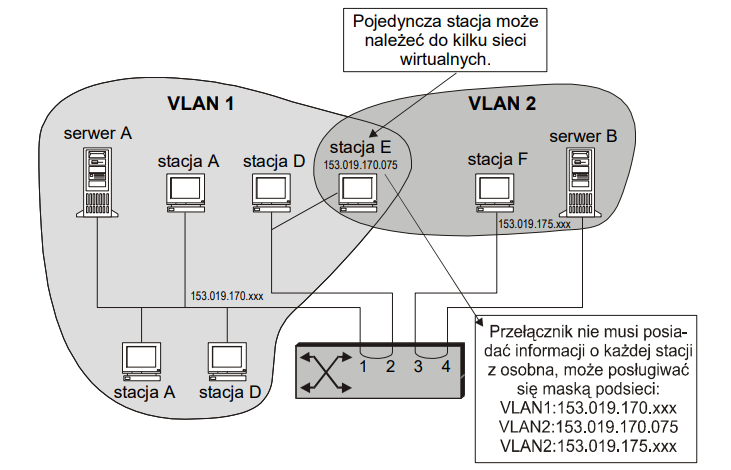 Pojedyncza stacja może
należeć do kilku sieci
wirtualnych.
VLAN 1
VLAN 2
serwer A
stacja A
stacja D
stacja E
153.019.170.075
stacja F
serwer B
153.019.175.xxx
153.019.170.xxx
stacja A
stacja D
1 2 3 4
Przełącznik nie musi posia-
dać informacji o każdej stacji
z osobna, może posługiwać
się maską podsieci:
VLAN1:153.019.170.xxx
VLAN2:153.019.170.075
VLAN2:153.019.175.xxx